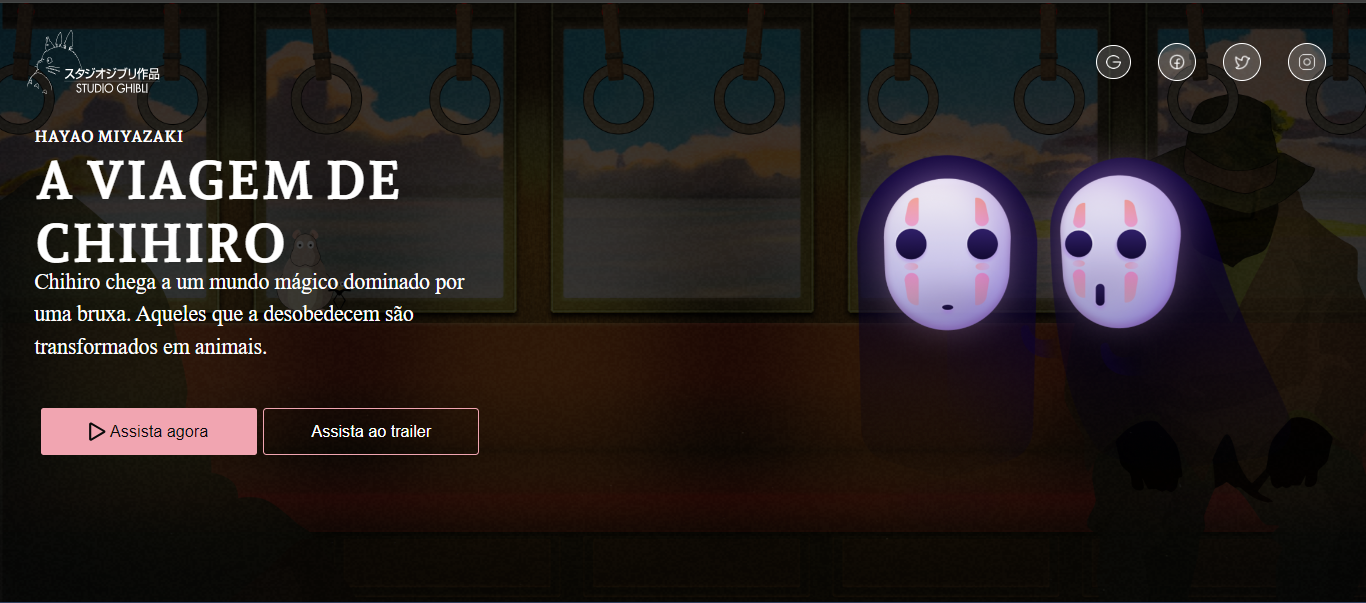 スタジオジブリ作品
STUDIO GHIBLI
HAYAO MIYAZAKI
A VIAGEM DE
CHIHIRO
Chihiro chega a um mundo mágico dominado por
uma bruxa. Aqueles que a desobedecem são
transformados em animais.
Assista agora
Assista ao trailer